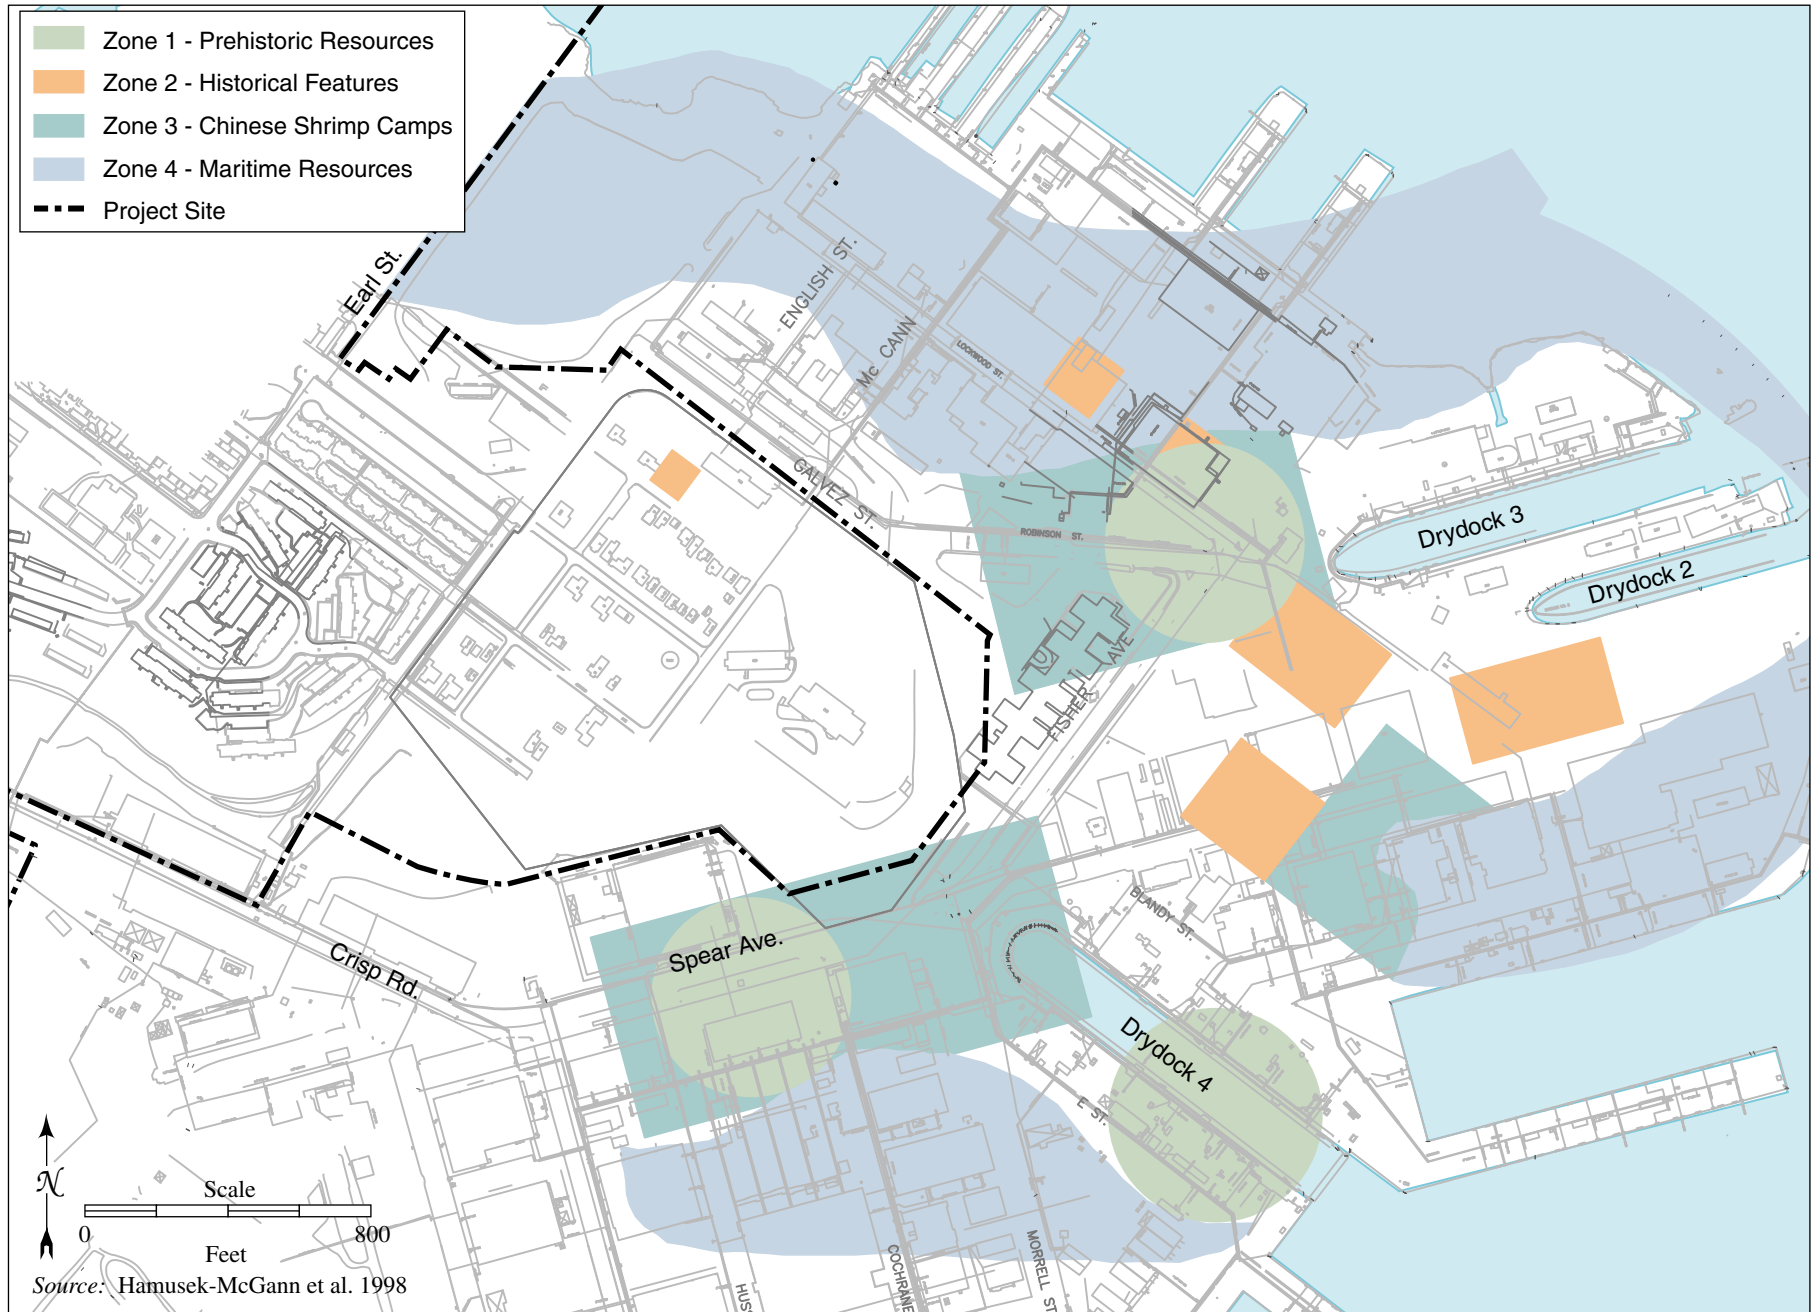 Zone 1 - Prehistoric Resources
Zone 2 - Historical Features
Zone 3 - Chinese Shrimp Camps
Zone 4 - Maritime Resources
Project Site
Earl St.
ENGLISH ST.
Mc CANN
LOCKWOOD ST.
GALVEZ ST.
ROBINSON ST.
Drydock 3
Drydock 2
FISHER AVE
BLANDY ST.
Spear Ave.
Crisp Rd.
Drydock 4
E ST.
N
Scale
0 800
Feet
Source: Hamusek-McGann et al. 1998
HUSS
COCHRANE
MORRELL ST